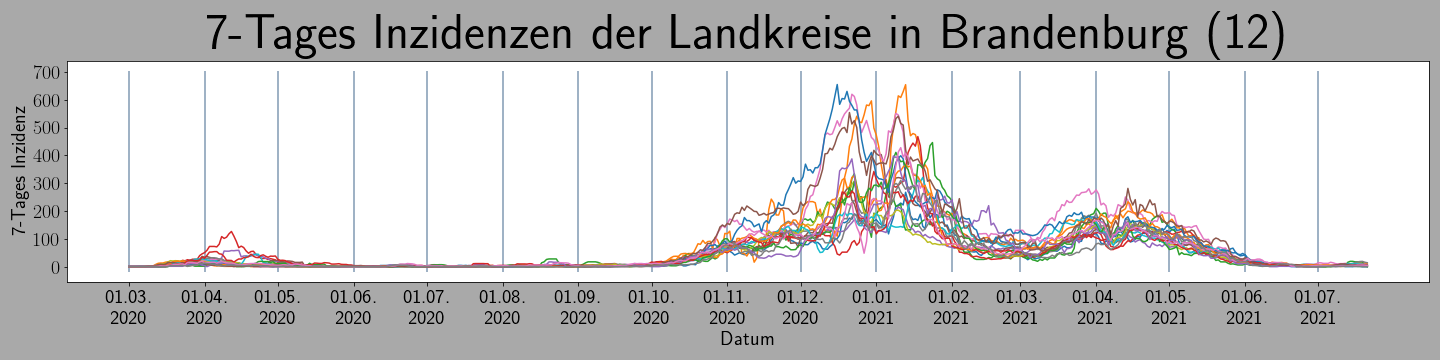 7-Tages Inzidenzen der Landkreise in Brandenburg (12)
7-Tages Inzidenz
700
600
500
400
300
200
100
0
01.03. 01.04. 01.05. 01.06. 01.07. 01.08. 01.09. 01.10. 01.11. 01.12. 01.01. 01.02. 01.03. 01.04. 01.05. 01.06. 01.07.
2020 2020 2020 2020 2020 2020 2020 2020 2020 2020 2021 2021 2021 2021 2021 2021 2021
Datum